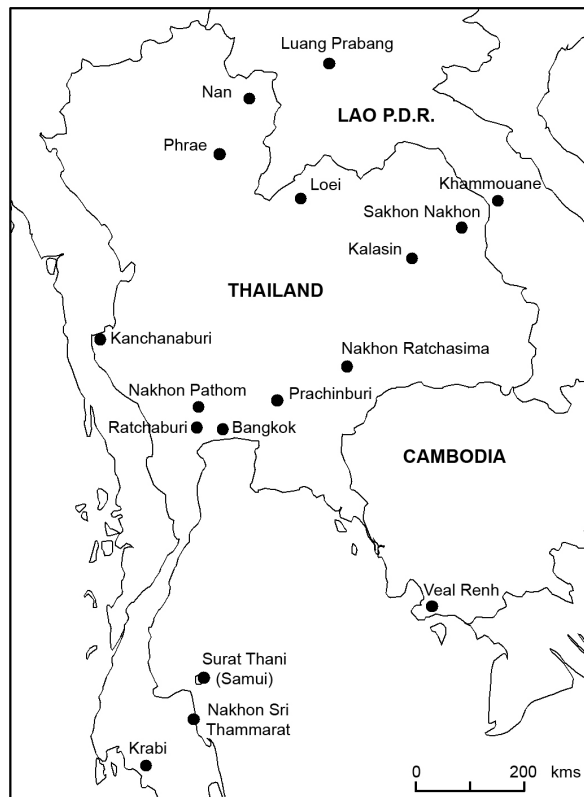 Luang Prabang
Nan
LAO P.D.R.
Phrae
Khammouane
Loei
Sakhon Nakhon
Kalasin
THAILAND
Kanchanaburi
Nakhon Ratchasima
Nakhon Pathom
Prachinburi
Ratchaburi
Bangkok
CAMBODIA
Veal Renh
Surat Thani
(Samui)
Nakhon Sri
Thammarat
Krabi
0 200 kms